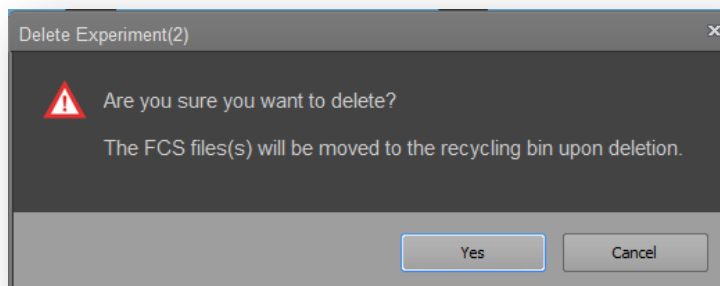 Delete Experiment(2)
Are you sure you want to delete?
The FCS files(s) will be moved to the recycling bin upon deletion.
Yes
Cancel